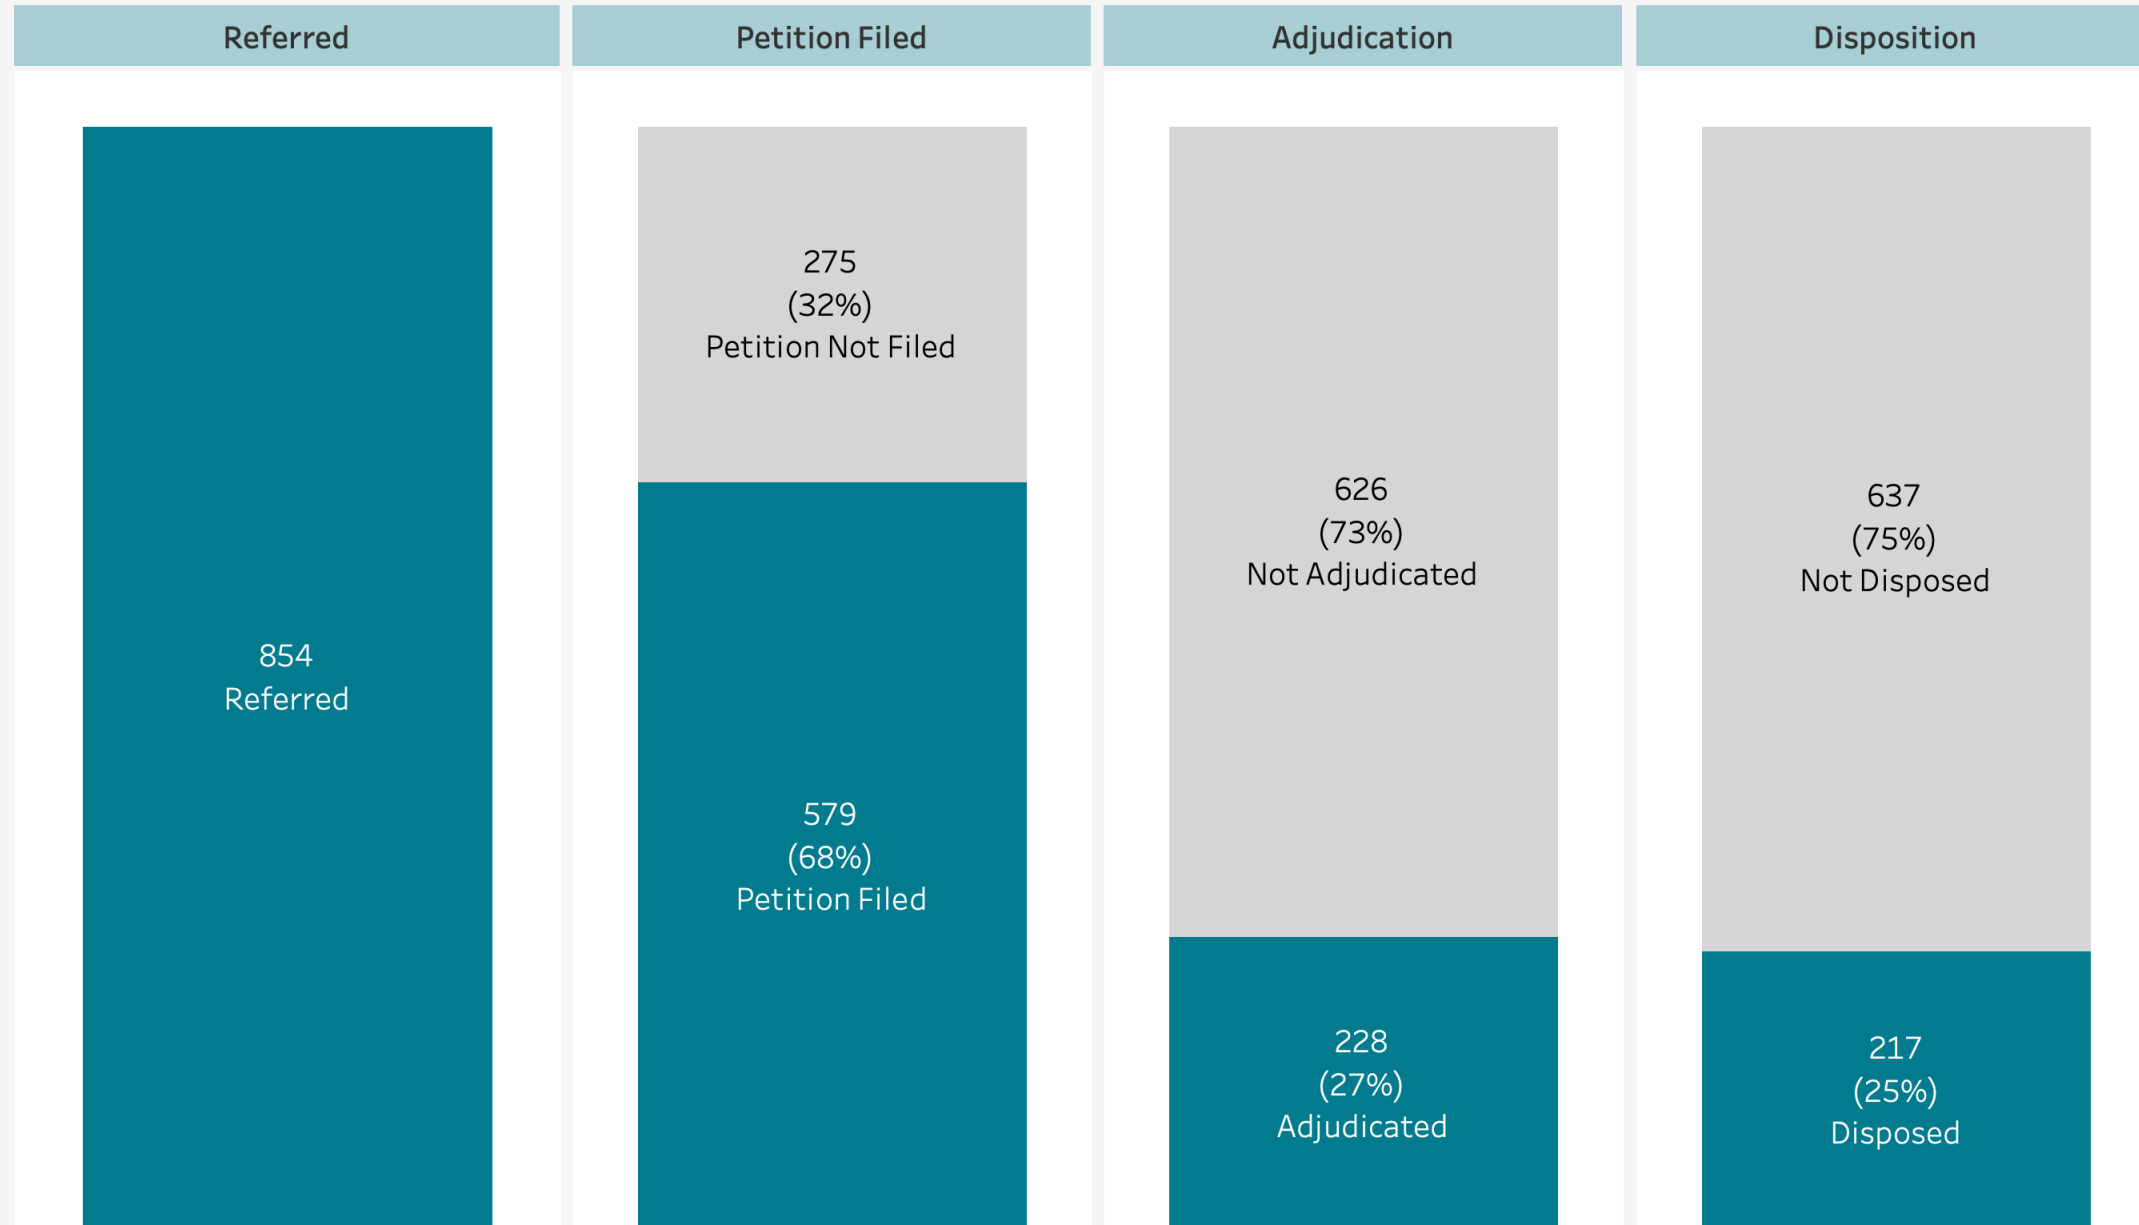 Referred
Petition Filed
Adjudication
Disposition
854
Referred
275
(32%)
Petition Not Filed
579
(68%)
Petition Filed
626
(73%)
Not Adjudicated
228
(27%)
Adjudicated
637
(75%)
Not Disposed
217
(25%)
Disposed